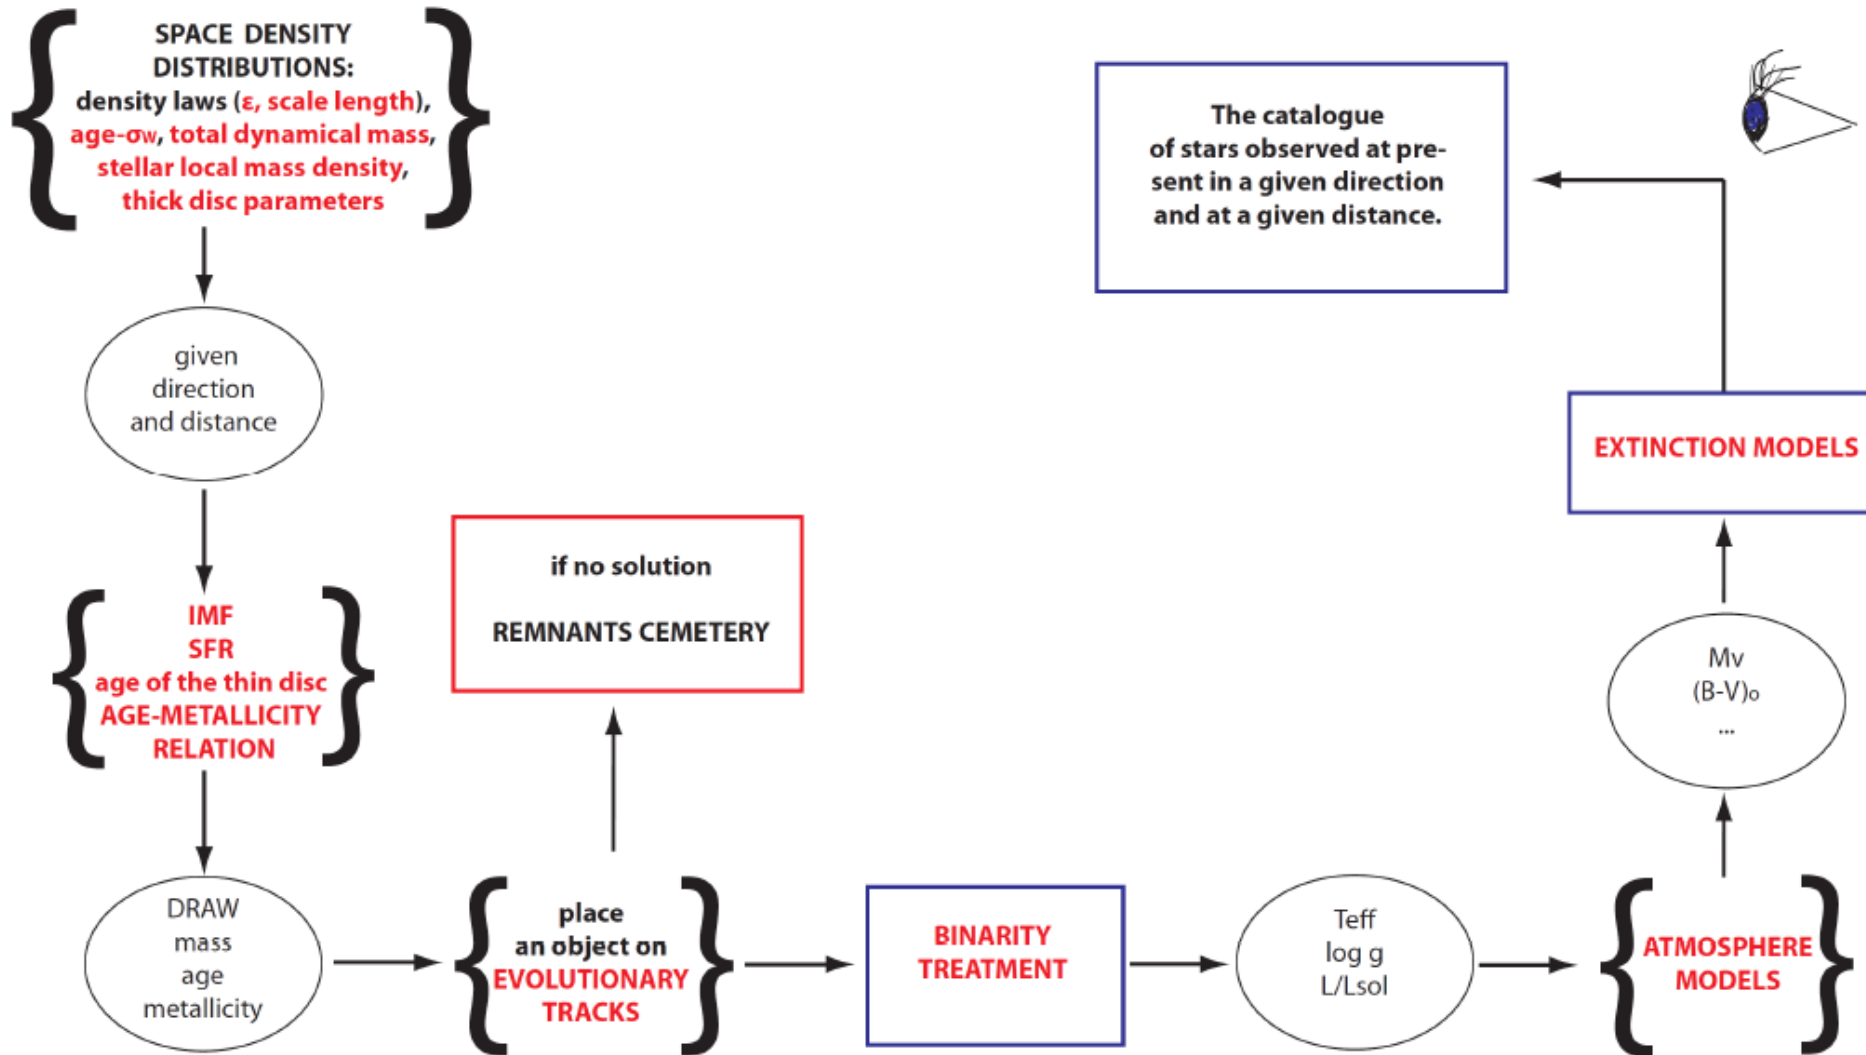 SPACE DENSITY
DISTRIBUTIONS:
density laws (ε, scale length),
age-σw, total dynamical mass,
stellar local mass density,
thick disc parameters
given
direction
and distance
IMF
SFR
age of the thin disc
AGE-METALLICITY
RELATION
DRAW
mass
age
metallicity
if no solution
REMNANTS CEMETERY
place
an object on
EVOLUTIONARY
TRACKS
BINARITY
TREATMENT
Teff
log g
L/Lsol
ATMOSPHERE
MODELS
Mv
(B-V)o
...
EXTINCTION MODELS
The catalogue
of stars observed at pre-
sent in a given direction
and at a given distance.